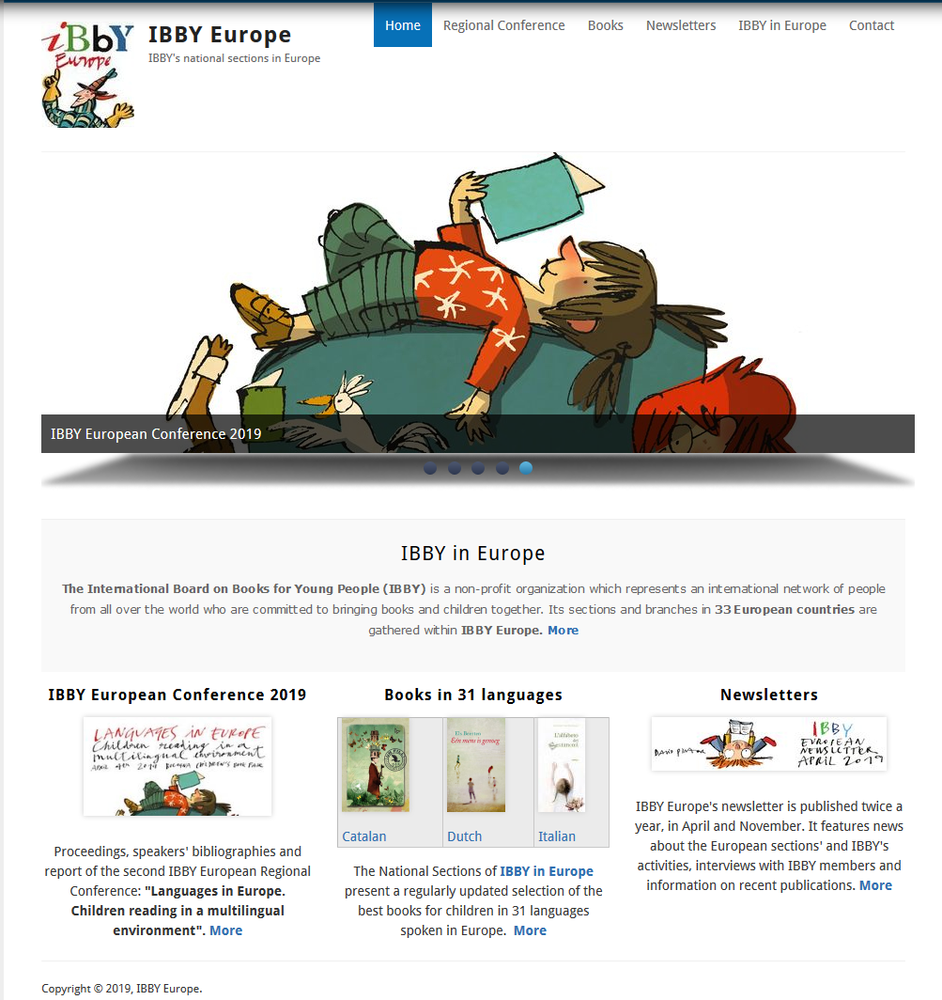 iBbY
Europe
IBBY Europe
IBBY's national sections in Europe
Home
Regional Conference
Books
Newsletters
IBBY in Europe
Contact
IBBY European Conference 2019
IBBY in Europe
The International Board on Books for Young People (IBBY) is a non-profit organization which represents an international network of people
from all over the world who are committed to bringing books and children together. Its sections and branches in 33 European countries are
gathered within IBBY Europe. More
IBBY European Conference 2019
LANGUAGES in EUROPE
Children reading in a
multilingual environment
APRIL 4TH 2019 BOLOGNA CHILDREN'S BOOK FAIR
Proceedings, speakers' bibliographies and
report of the second IBBY European Regional
Conference: "Languages in Europe.
Children reading in a multilingual
environment". More
Books in 31 languages
Els Beerten
Eén mens is genoeg
L'alfabeto
dei
sentimenti
Catalan
Dutch
Italian
The National Sections of IBBY in Europe
present a regularly updated selection of the
best books for children in 31 languages
spoken in Europe. More
Newsletters
DAVID
IBBY
EUROPEAN
NEWSLETTER
APRIL 2019
IBBY Europe's newsletter is published twice a
year, in April and November. It features news
about the European sections' and IBBY's
activities, interviews with IBBY members and
information on recent publications. More
Copyright © 2019, IBBY Europe.